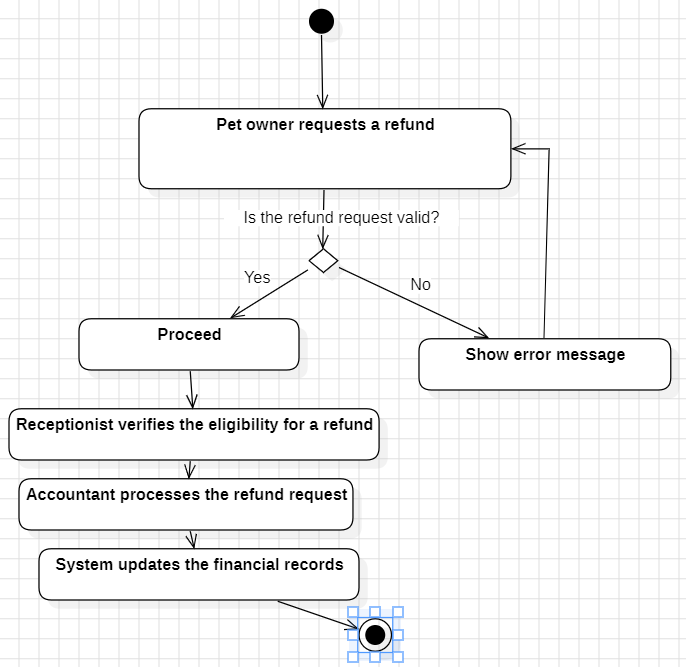 Pet owner requests a refund
Is the refund request valid?
Yes
No
Proceed
Show error message
Receptionist verifies the eligibility for a refund
Accountant processes the refund request
System updates the financial records